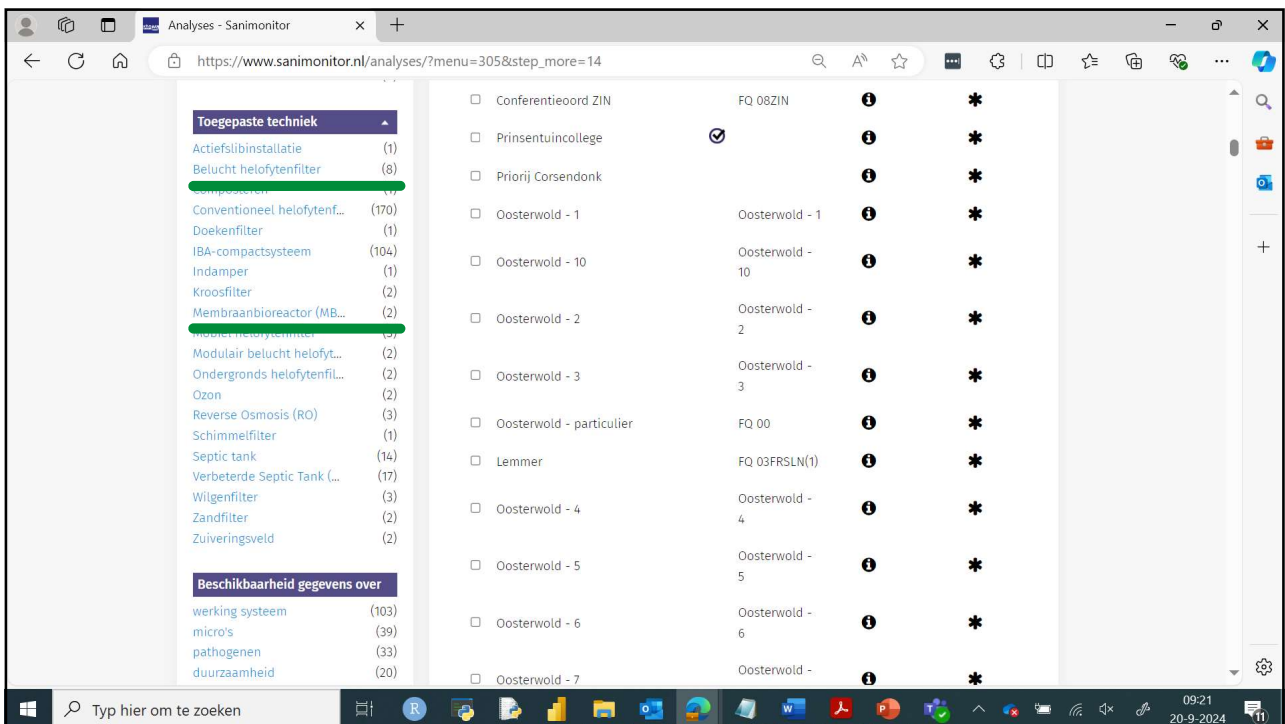 Analyses - Sanimonitor
https://www.sanimonitor.nl/analyses/?menu=305&step_more=14
Toegepaste techniek
Actiefslibinstallatie (1)
Belucht helofytenfilter (8)
Conventioneel helofytenf... (170)
Doekenfilter (1)
IBA-compactsysteem (104)
Indamper (1)
Kroosfilter (2)
Membraanbioreactor (MB... (2)
Modulair belucht helofyt... (2)
Ondergronds helofytenfil... (2)
Ozon (2)
Reverse Osmosis (RO) (3)
Schimmelfilter (1)
Septic tank (14)
Verbeterde Septic Tank (... (17)
Wilgenfilter (3)
Zandfilter (2)
Zuiveringsveld (2)
Beschikbaarheid gegevens over
werking systeem (103)
micro's (39)
pathogenen (33)
duurzaamheid (20)
Conferentieoord ZIN FQ 08ZIN
Prinsentuincollege
Priorij Corsendonk
Oosterwold - 1 Oosterwold - 1
Oosterwold - 10 Oosterwold -
10
Oosterwold - 2 Oosterwold -
2
Oosterwold - 3 Oosterwold -
3
Oosterwold - particulier FQ 00
Lemmer FQ 03FRSLN(1)
Oosterwold - 4 Oosterwold -
4
Oosterwold - 5 Oosterwold -
5
Oosterwold - 6 Oosterwold -
6
Oosterwold - 7 Oosterwold -
Typ hier om te zoeken
09:21
20-9-2024